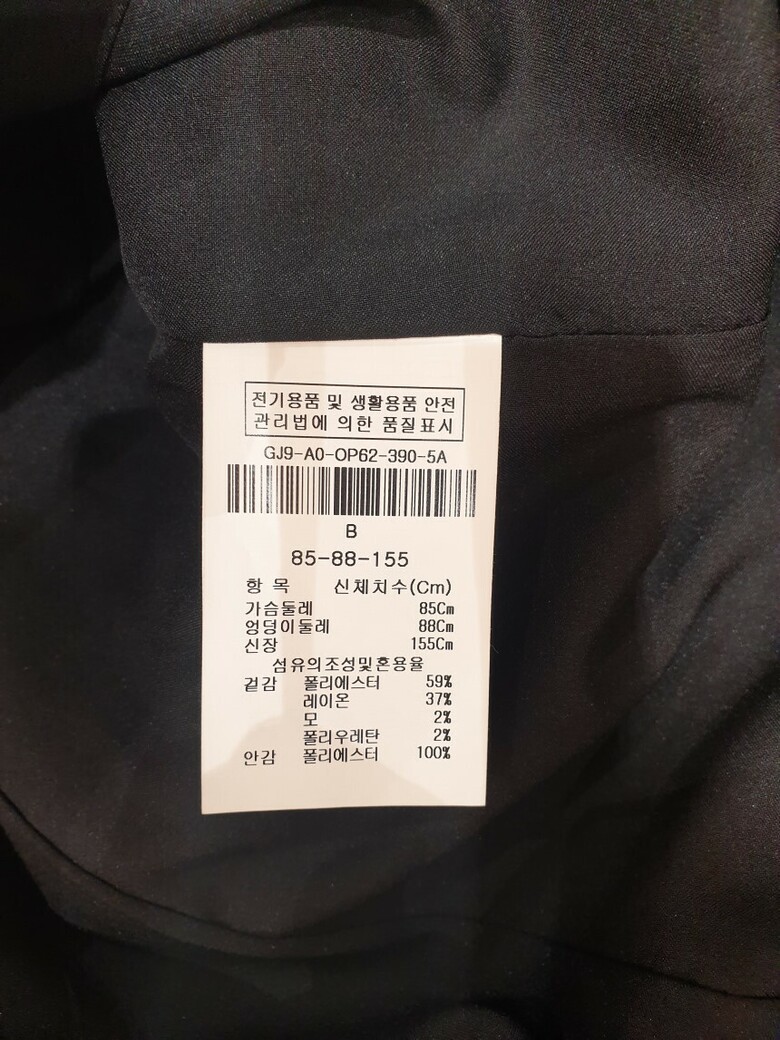 전기용품 및 생활용품 안전
관리법에 의한 품질표시
GJ9-A0-OP62-390-5A
B
85-88-155
항 목 신체치수(Cm)
가슴둘레 85Cm
엉덩이둘레 88Cm
신장 155Cm
섬유의조성및혼용율
겉감 폴리에스터 59%
레이온 37%
모 2%
폴리우레탄 2%
안감 폴리에스터 100%